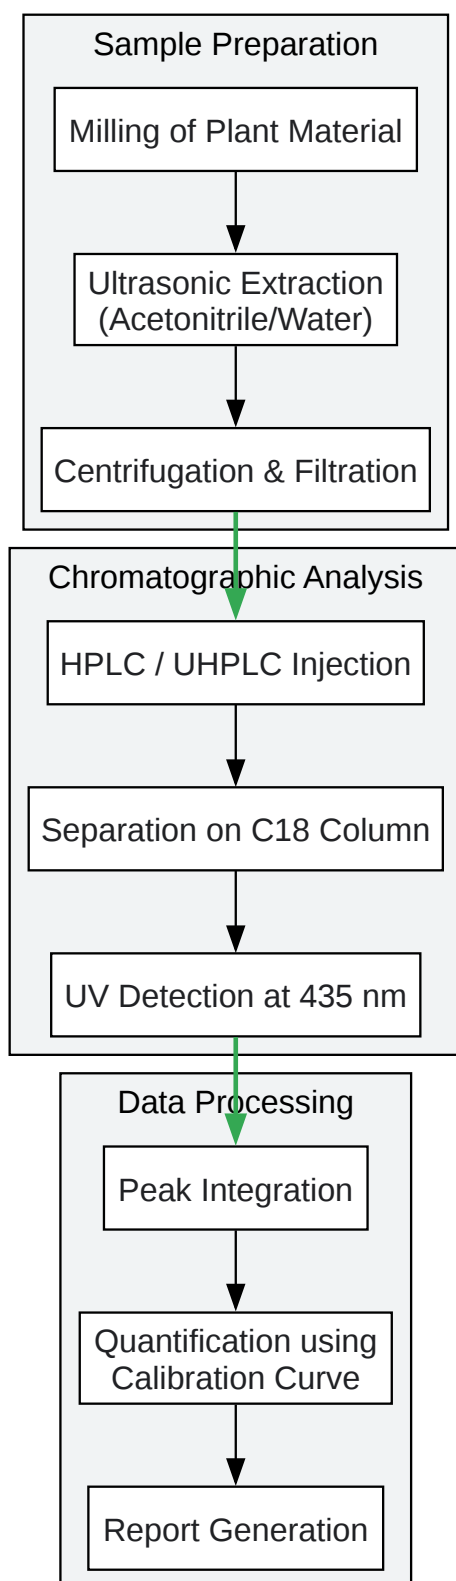 Sample Preparation
Milling of Plant Material
Ultrasonic Extraction
(Acetonitrile/Water)
Centrifugation & Filtration
Chromatographic Analysis
HPLC / UHPLC Injection
Separation on C18 Column
UV Detection at 435 nm
Data Processing
Peak Integration
Quantification using
Calibration Curve
Report Generation